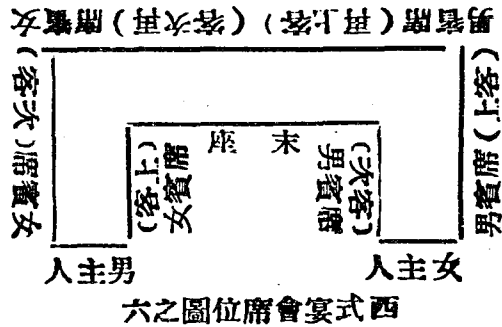 男賓席(再上客)(再次客)席賓女
女賓席(次客)
男賓席(上客)
末座
男賓席
(次客)
女賓席
(上客)
女主人
男主人
西式宴會席位圖之六